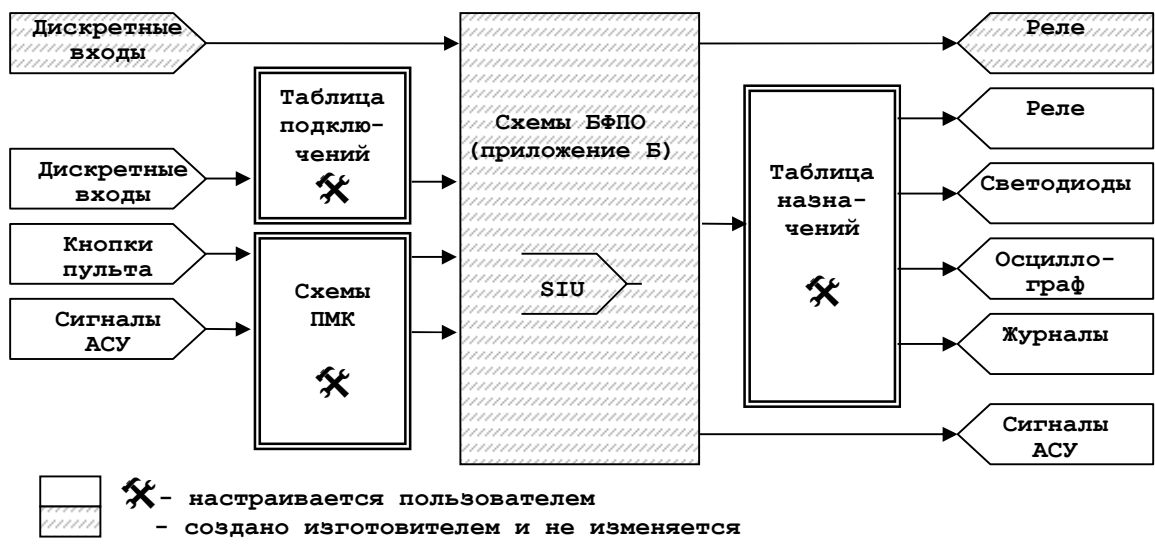 Дискретные
входы
Таблица
подклю-
чений
Дискретные
входы
Кнопки
пульта
Сигналы
АСУ
Схемы
ПМК
Схемы БФПО
(приложение Б)
SIU
Таблица
назна-
чений
Реле
Реле
Светодиоды
Осцилло-
граф
Журналы
Сигналы
АСУ
- настраивается пользователем
- создано изготовителем и не изменяется